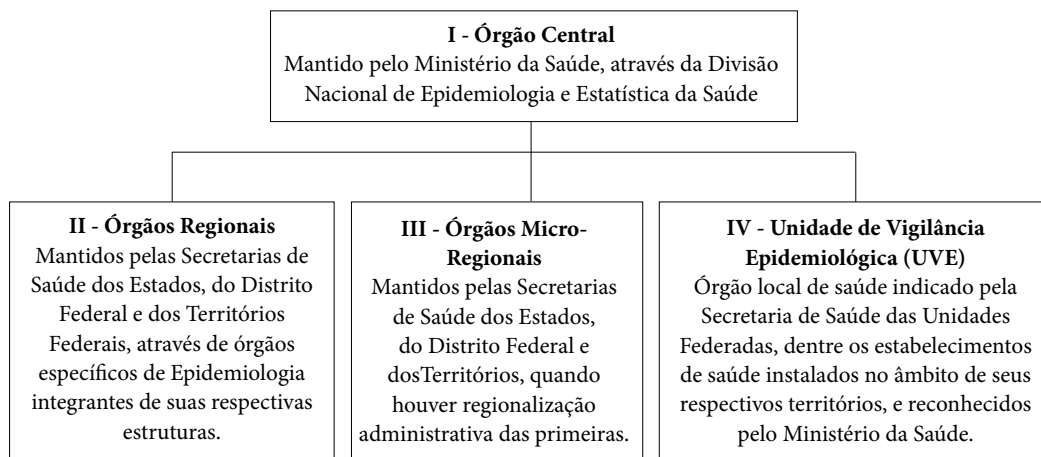 I - Órgão Central
Mantido pelo Ministério da Saúde, através da Divisão
Nacional de Epidemiologia e Estatística da Saúde
II - Órgãos Regionais
Mantidos pelas Secretarias de
Saúde dos Estados, do Distrito
Federal e dos Territórios
Federais, através de órgãos
específicos de Epidemiologia
integrantes de suas respectivas
estruturas.
III - Órgãos Micro-
Regionais
Mantidos pelas Secretarias
de Saúde dos Estados,
do Distrito Federal e
dosTerritórios, quando
houver regionalização
administrativa das primeiras.
IV - Unidade de Vigilância
Epidemiológica (UVE)
Órgão local de saúde indicado pela
Secretaria de Saúde das Unidades
Federadas, dentre os estabelecimentos
de saúde instalados no âmbito de seus
respectivos territórios, e reconhecidos
pelo Ministério da Saúde.